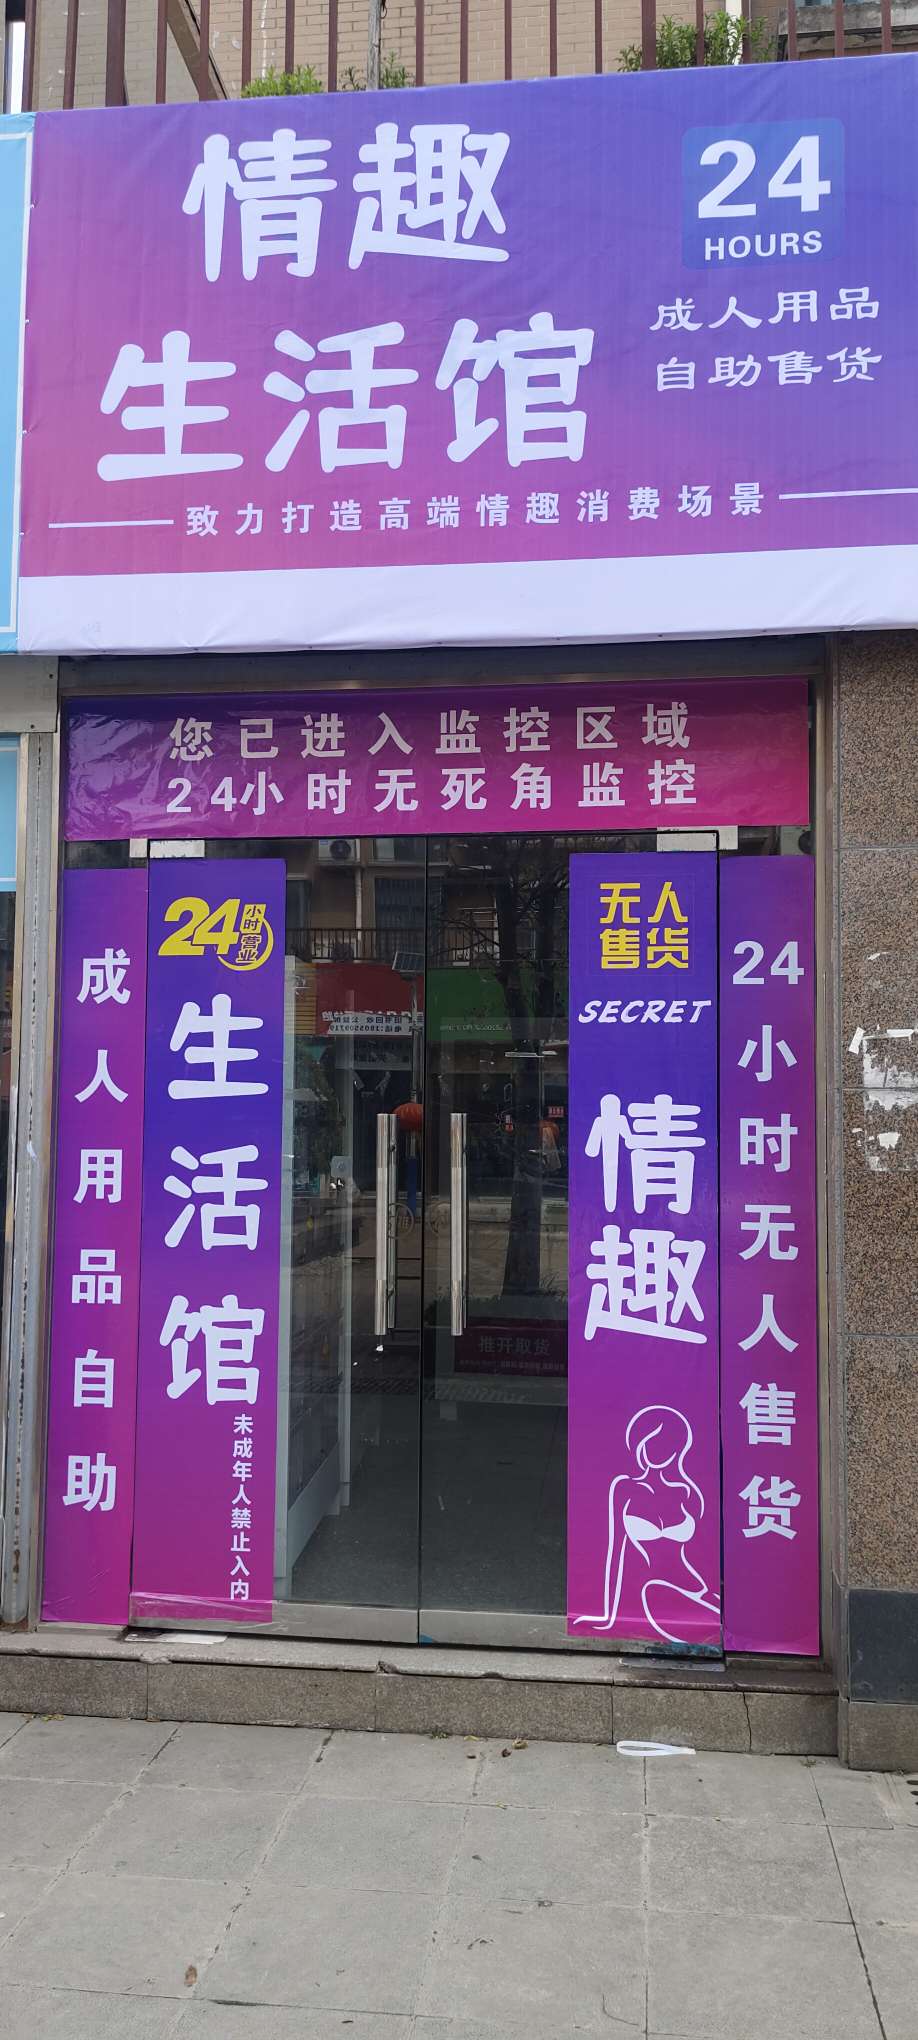 情趣
生活馆
24
HOURS
成人用品
自助售货
致力打造高端情趣消费场景
您已进入监控区域
24小时无死角监控
成人用品自助
24小时营业
生活馆
未成年人禁止入内
无人
售货
SECRET
情趣
24小时无人售货
推开取货